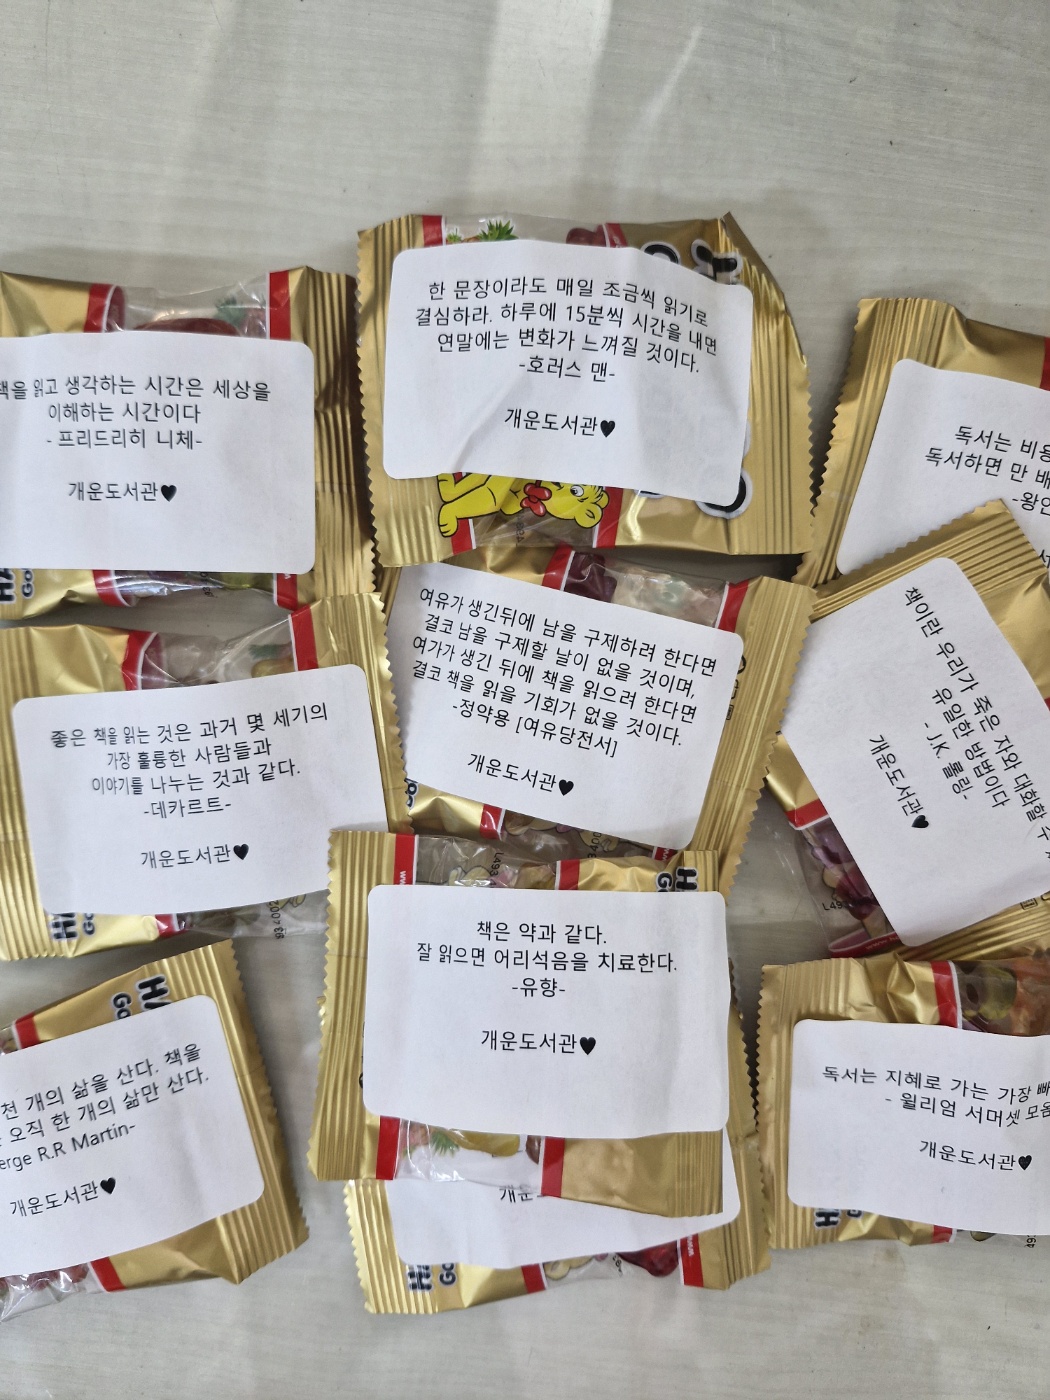 한 문장이라도 매일 조금씩 읽기로
결심하라. 하루에 15분씩 시간을 내면
연말에는 변화가 느껴질 것이다.
-호러스 맨-
개운도서관♥
책을 읽고 생각하는 시간은 세상을
이해하는 시간이다
- 프리드리히 니체-
개운도서관♥
독서는
독서하면 만 배
여유가 생긴뒤에 남을 구제하려 한다면
결코 남을 구제할 날이 없을 것이며,
여가가 생긴 뒤에 책을 읽으려 한다면
결코 책을 읽을 기회가 없을 것이다.
-정약용 [여유당전서]
개운도서관♥
책이란 우리가 죽은 자와 대화할 수
유일한 방법이다
- J.K 롤링-
개운도서관♥
좋은 책을 읽는 것은 과거 몇 세기의
가장 훌륭한 사람들과
이야기를 나누는 것과 같다.
-데카르트-
개운도서관♥
책은 약과 같다.
잘 읽으면 어리석음을 치료한다.
-유향-
개운도서관♥
천 개의 삶을 산다. 책을
오직 한 개의 삶만 산다.
R.R Martin-
개운도서관♥
독서는 지혜로 가는 가장
- 윌리엄 서머셋 모옴
개운도서관♥